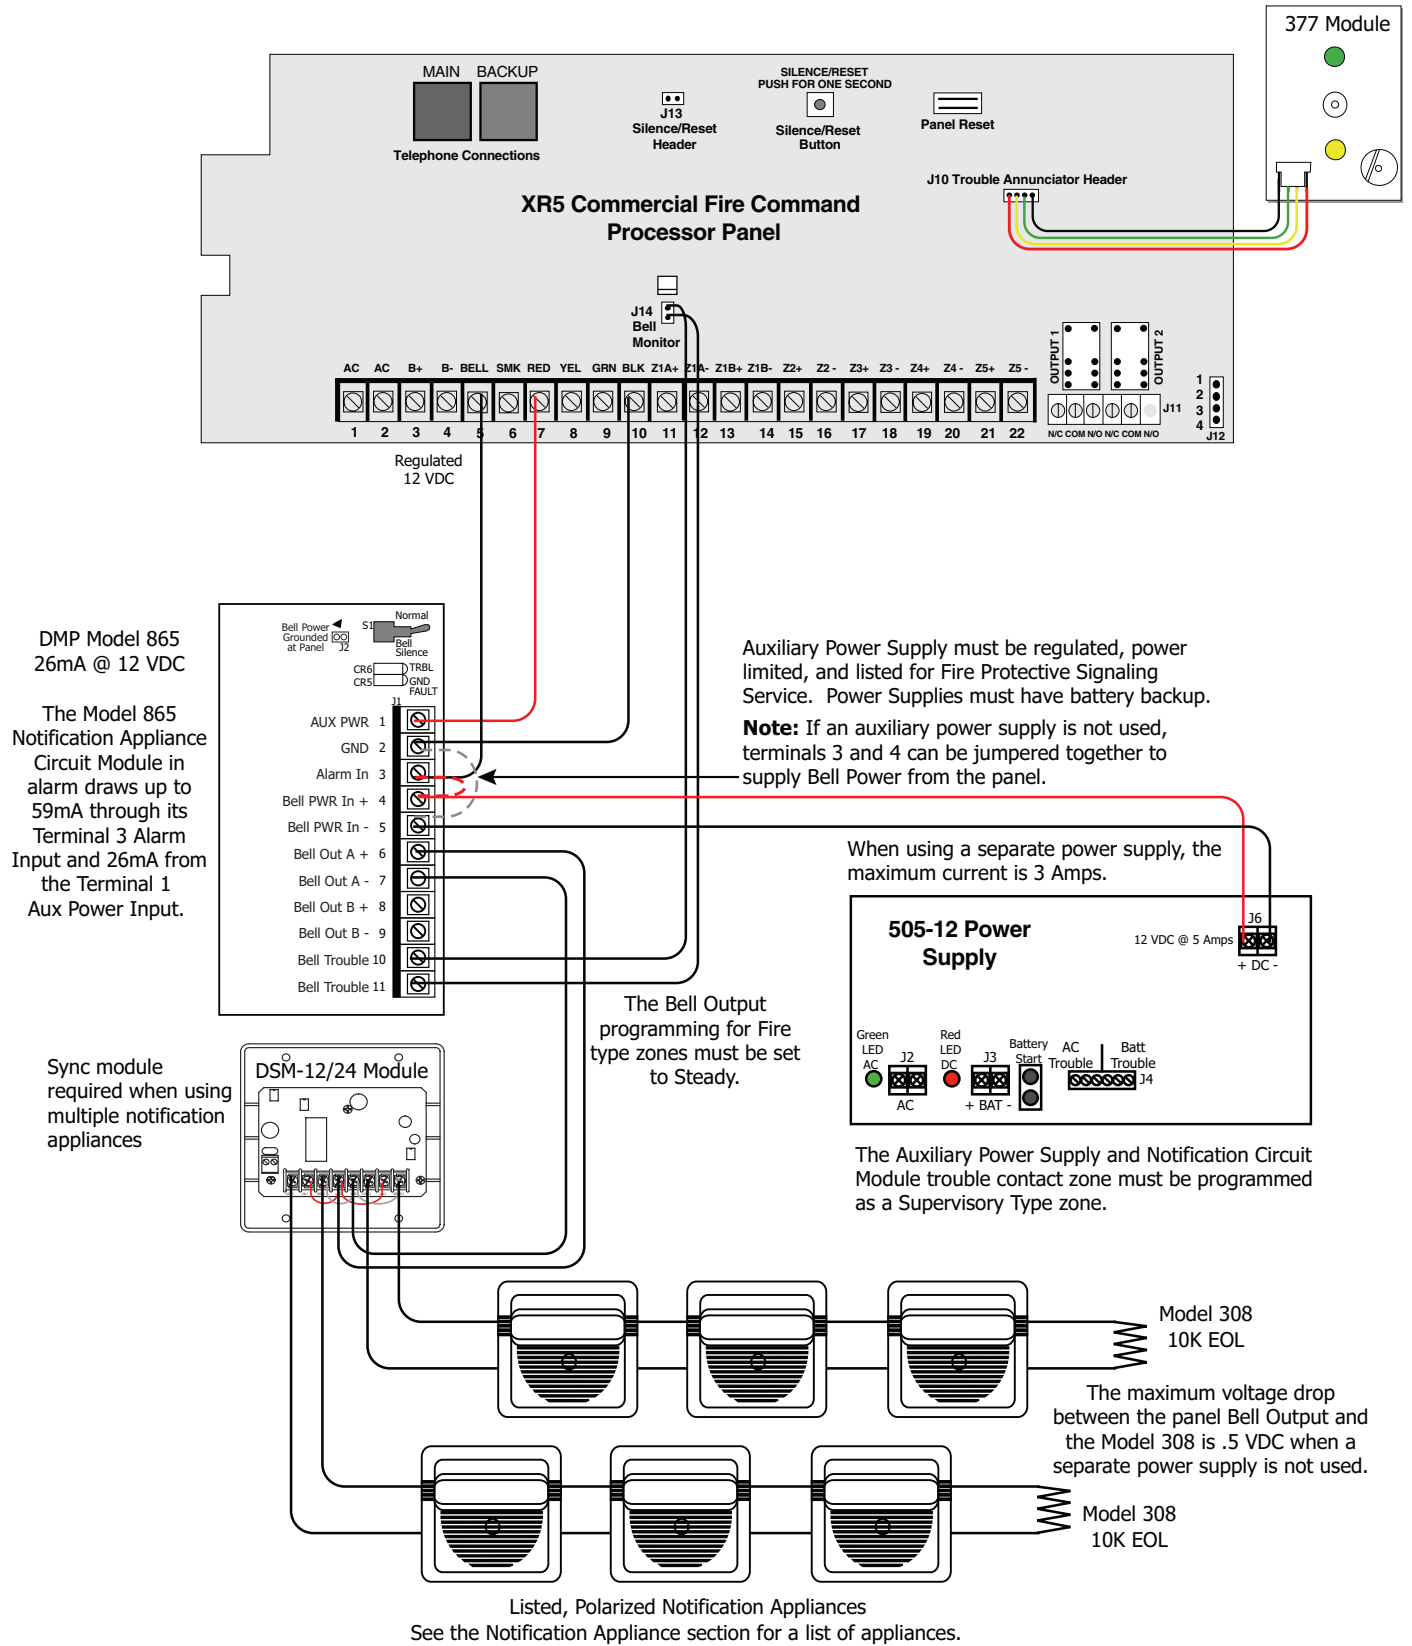 377 Module
MAIN BACKUP
Telephone Connections
J13
Silence/Reset
Header
SILENCE/RESET
PUSH FOR ONE SECOND
Silence/Reset
Button
Panel Reset
J10 Trouble Annunciator Header
XR5 Commercial Fire Command
Processor Panel
J14
Bell
Monitor
OUTPUT 1
OUTPUT 2
AC AC B+ B- BELL SMK RED YEL GRN BLK Z1A+ Z1A- Z1B+ Z1B- Z2+ Z2 - Z3+ Z3 - Z4+ Z4 - Z5+ Z5 -
1 2 3 4 5 6 7 8 9 10 11 12 13 14 15 16 17 18 19 20 21 22
J11
N/C COM N/O N/C COM N/O
1
2
3
4
J12
Regulated
12 VDC
DMP Model 865
26mA @ 12 VDC
The Model 865
Notification Appliance
Circuit Module in
alarm draws up to
59mA through its
Terminal 3 Alarm
Input and 26mA from
the Terminal 1
Aux Power Input.
Bell Power
Grounded
at Panel
J2
S1
Normal
Bell
Silence
CR6 TRBL
CR5 GND
FAULT
J1
AUX PWR 1
GND 2
Alarm In 3
Bell PWR In + 4
Bell PWR In - 5
Bell Out A + 6
Bell Out A - 7
Bell Out B + 8
Bell Out B - 9
Bell Trouble 10
Bell Trouble 11
Auxiliary Power Supply must be regulated, power
limited, and listed for Fire Protective Signaling
Service. Power Supplies must have battery backup.
Note: If an auxiliary power supply is not used,
terminals 3 and 4 can be jumpered together to
supply Bell Power from the panel.
When using a separate power supply, the
maximum current is 3 Amps.
505-12 Power
Supply
J6
12 VDC @ 5 Amps
+ DC -
Green
LED
AC
J2
AC
Red
LED
DC
J3
+ BAT -
Battery
Start
AC
Trouble
Batt
Trouble
J4
The Bell Output
programming for Fire
type zones must be set
to Steady.
The Auxiliary Power Supply and Notification Circuit
Module trouble contact zone must be programmed
as a Supervisory Type zone.
Sync module
required when using
multiple notification
appliances
DSM-12/24 Module
Model 308
10K EOL
The maximum voltage drop
between the panel Bell Output and
the Model 308 is .5 VDC when a
separate power supply is not used.
Model 308
10K EOL
Listed, Polarized Notification Appliances
See the Notification Appliance section for a list of appliances.